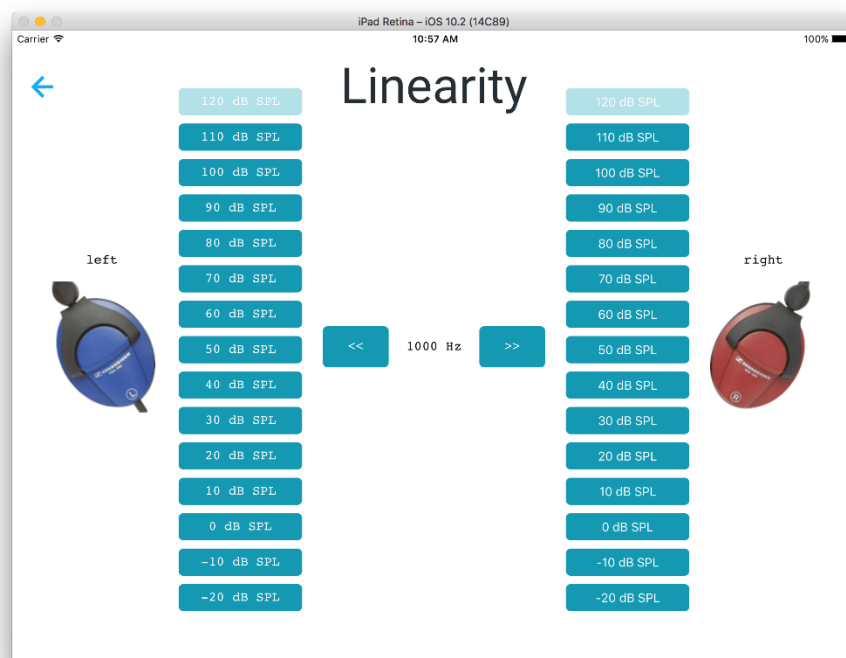 iPad Retina – iOS 10.2 (14C89)
Carrier 10:57 AM 100%
Linearity
120 dB SPL
110 dB SPL
100 dB SPL
90 dB SPL
80 dB SPL
70 dB SPL
60 dB SPL
50 dB SPL
40 dB SPL
30 dB SPL
20 dB SPL
10 dB SPL
0 dB SPL
-10 dB SPL
-20 dB SPL
left
SENNHEISER
L
<< 1000 Hz >>
120 dB SPL
110 dB SPL
100 dB SPL
90 dB SPL
80 dB SPL
70 dB SPL
60 dB SPL
50 dB SPL
40 dB SPL
30 dB SPL
20 dB SPL
10 dB SPL
0 dB SPL
-10 dB SPL
-20 dB SPL
right
SENNHEISER
R